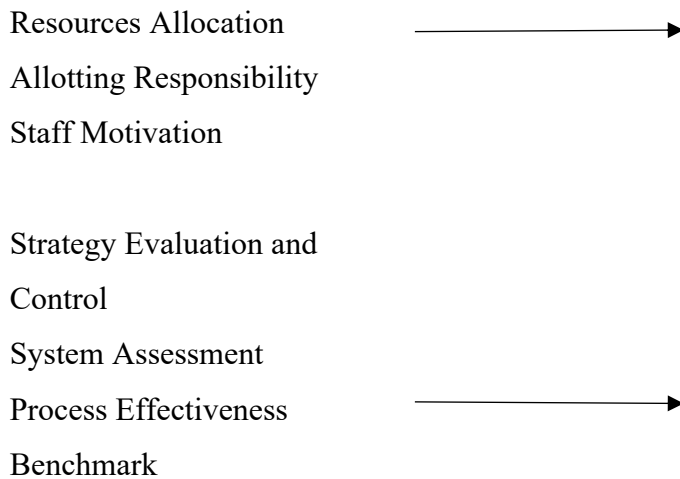 Resources Allocation
Allotting Responsibility
Staff Motivation
Strategy Evaluation and
Control
System Assessment
Process Effectiveness
Benchmark